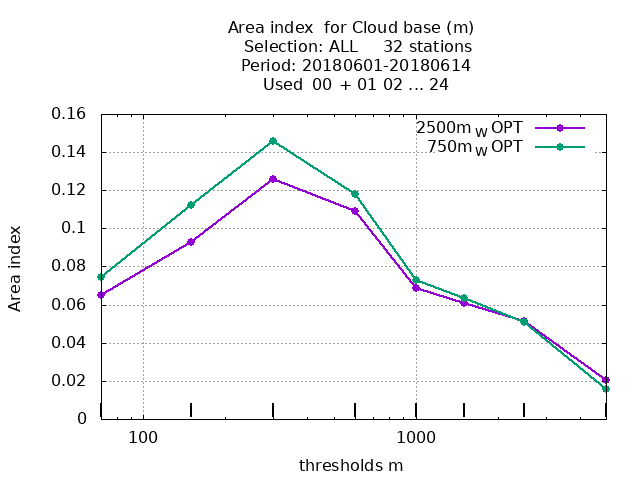 Area index  for Cloud base (m)
Selection: ALL     32 stations
Period: 20180601-20180614
Used  00  + 01 02 ... 24
2500m W OPT
750m W OPT
0.16
0.14
0.12
0.1
0.08
0.06
0.04
0.02
0
Area index
100
1000
thresholds m